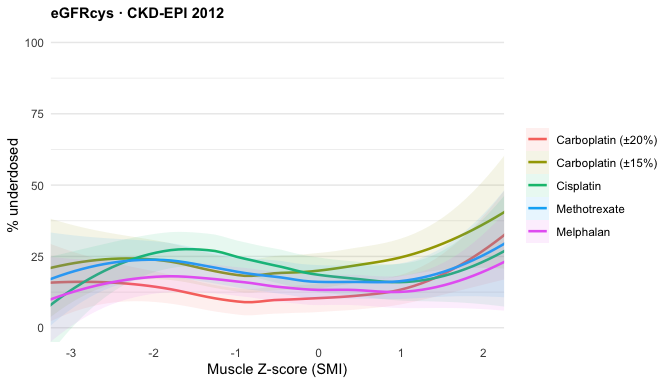 eGFRcys · CKD-EPI 2012
100
75
50
25
0
% underdosed
-3
-2
-1
0
1
2
Muscle Z-score (SMI)
Carboplatin (±20%)
Carboplatin (±15%)
Cisplatin
Methotrexate
Melphalan